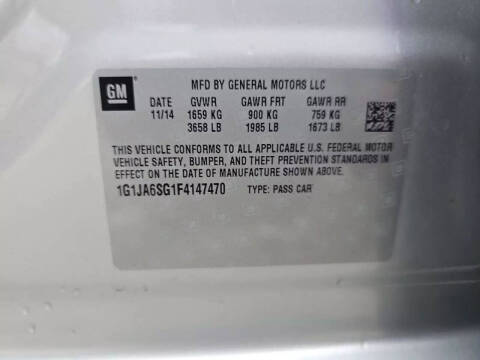 GM
MFD BY GENERAL MOTORS LLC
DATE GVWR GAWR FRT GAWR RR
11/14 1659 KG 900 KG 759 KG
3658 LB 1985 LB 1673 LB
THIS VEHICLE CONFORMS TO ALL APPLICABLE U.S. FEDERAL MOTOR
VEHICLE SAFETY, BUMPER, AND THEFT PREVENTION STANDARDS IN
EFFECT ON THE DATE OF MANUFACTURE SHOWN ABOVE.
1G1JA6SG1F4147470 TYPE: PASS CAR